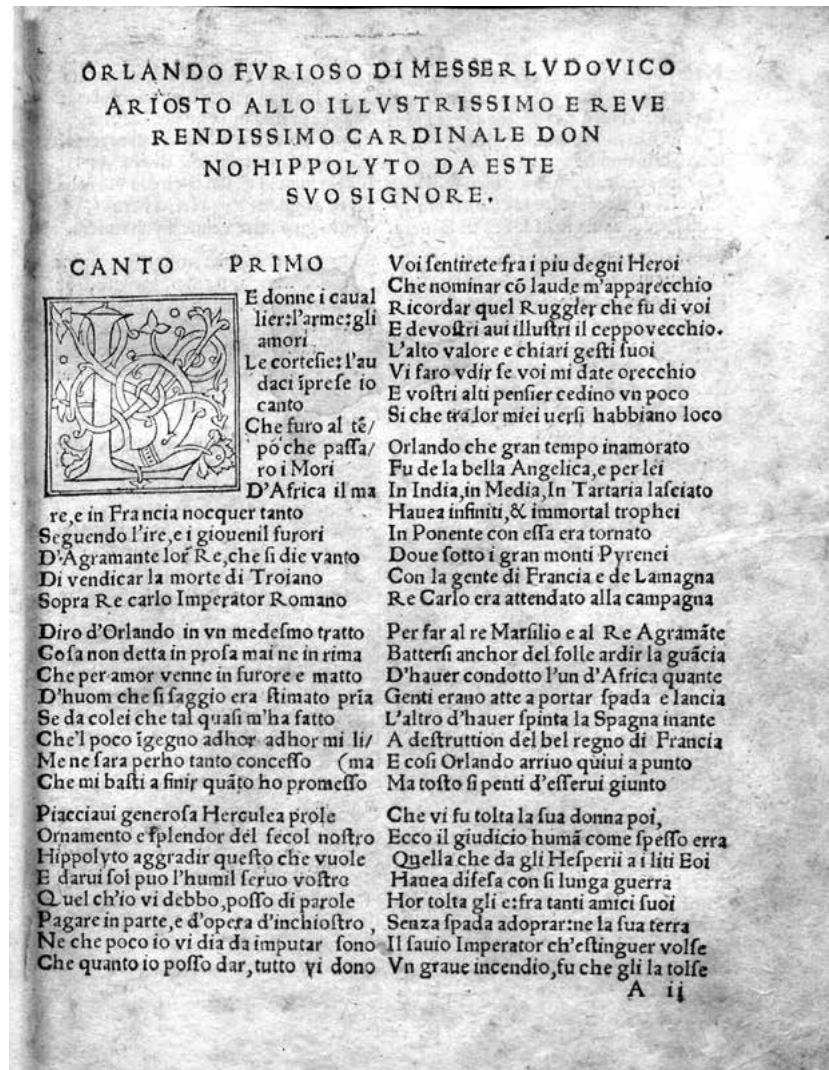 ORLANDO FVRIOSO DI MESSER LVDOVICO
ARIOSTO ALLO ILLVSTRISSIMO E REVE
RENDISSIMO CARDINALE DON
NO HIPPOLYTO DA ESTE
SVO SIGNORE.
CANTO PRIMO
LE donne i caual
lier: l'arme: gli
amori
Le cortesie: l'au
daci īprese io
canto
Che furo al tē/
po che passa/
ro i Mori
D'Africa il ma
re, e in Francia nocquer tanto
Seguendo l'ire, e i giouenil furori
D'Agramante lor Re, che si die vanto
Di vendicar la morte di Troiano
Sopra Re carlo Imperator Romano
Diro d'Orlando in vn medesmo tratto
Cosa non detta in prosa mai ne in rima
Che per amor venne in furore e matto
D'huom che si saggio era stimato prīa
Se da colei che tal quasi m'ha fatto
Che'l poco īgegno adhor adhor mi li/
Me ne sara perho tanto concesso (ma
Che mi basti a finir quāto ho promesso
Piacciaui generosa Herculea prole
Ornamento e splendor del secol nostro
Hippolyto aggradir questo che vuole
E darui sol puo l'humil seruo vostro
Quel ch'io vi debbo, posso di parole
Pagare in parte, e d'opera d'inchiostro,
Ne che poco io vi dia da imputar sono
Che quanto io posso dar, tutto vi dono
Voi sentirete fra i piu degni Heroi
Che nominar cō laude m'apparecchio
Ricordar quel Ruggier che fu di voi
E devostri aui illustri il ceppovecchio.
L'alto valore e chiari gesti suoi
Vi faro vdir se voi mi date orecchio
E vostri alti pensier cedino vn poco
Si che tra lor miei uersi habbiano loco
Orlando che gran tempo inamorato
Fu de la bella Angelica, e per lei
In India, in Media, In Tartaria lasciato
Hauea infiniti, & immortal trophei
In Ponente con essa era tornato
Doue sotto i gran monti Pyrenei
Con la gente di Francia e de Lamagna
Re Carlo era attendato alla campagna
Per far al re Marsilio e al Re Agramāte
Battersi anchor del folle ardir la guācia
D'hauer condotto l'un d'Africa quante
Genti erano atte a portar spada e lancia
L'altro d'hauer spinta la Spagna inante
A destruttion del bel regno di Francia
E cosi Orlando arriuo quiui a punto
Ma tosto si penti d'esserui giunto
Che vi fu tolta la sua donna poi,
Ecco il giudicio humā come spesso erra
Quella che da gli Hesperii a i liti Eoi
Hauea difesa con si lunga guerra
Hor tolta gli e: fra tanti amici suoi
Senza spada adoprar: ne la sua terra
Il sauio Imperator ch'estinguer volse
Vn graue incendio, fu che gli la tolse
A ii